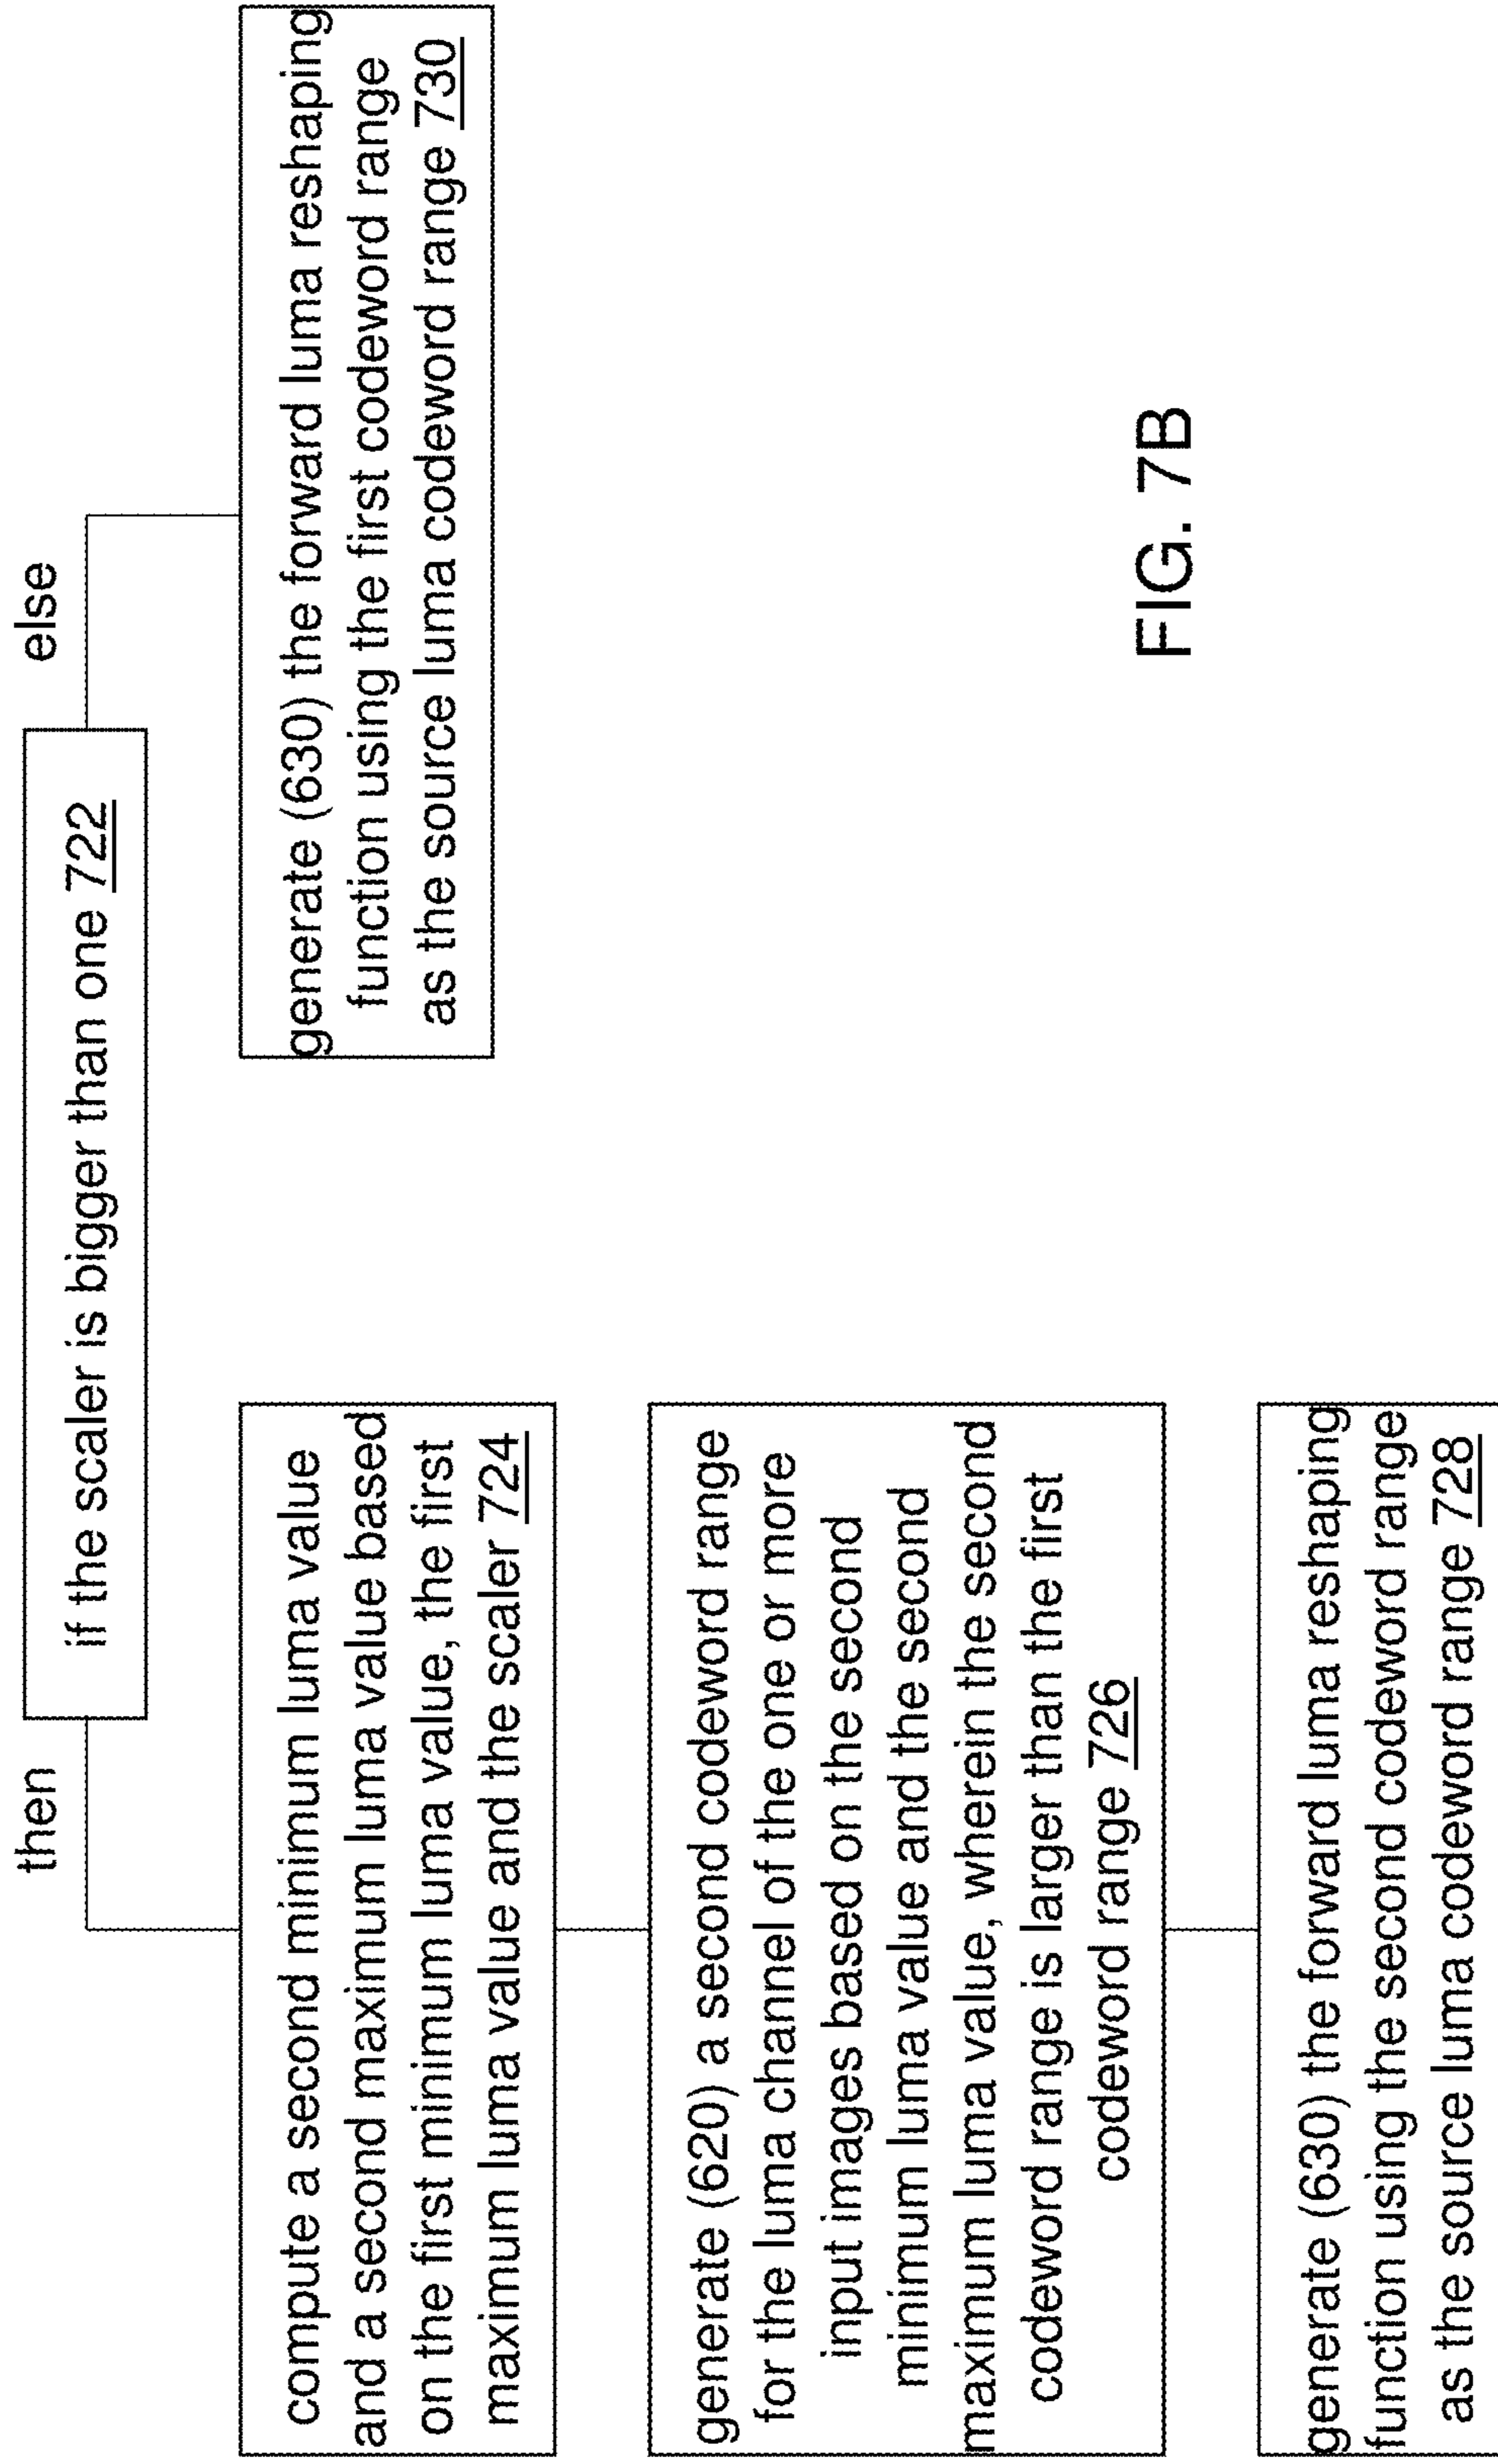 then
else
if the scaler is bigger than one 722
compute a second minimum luma value
and a second maximum luma value based
on the first minimum luma value, the first
maximum luma value and the scaler 724
generate (620) a second codeword range
for the luma channel of the one or more
input images based on the second
minimum luma value and the second
maximum luma value, wherein the second
codeword range is larger than the first
codeword range 726
generate (630) the forward luma reshaping
function using the second codeword range
as the source luma codeword range 728
generate (630) the forward luma reshaping
function using the first codeword range
as the source luma codeword range 730
FIG. 7B